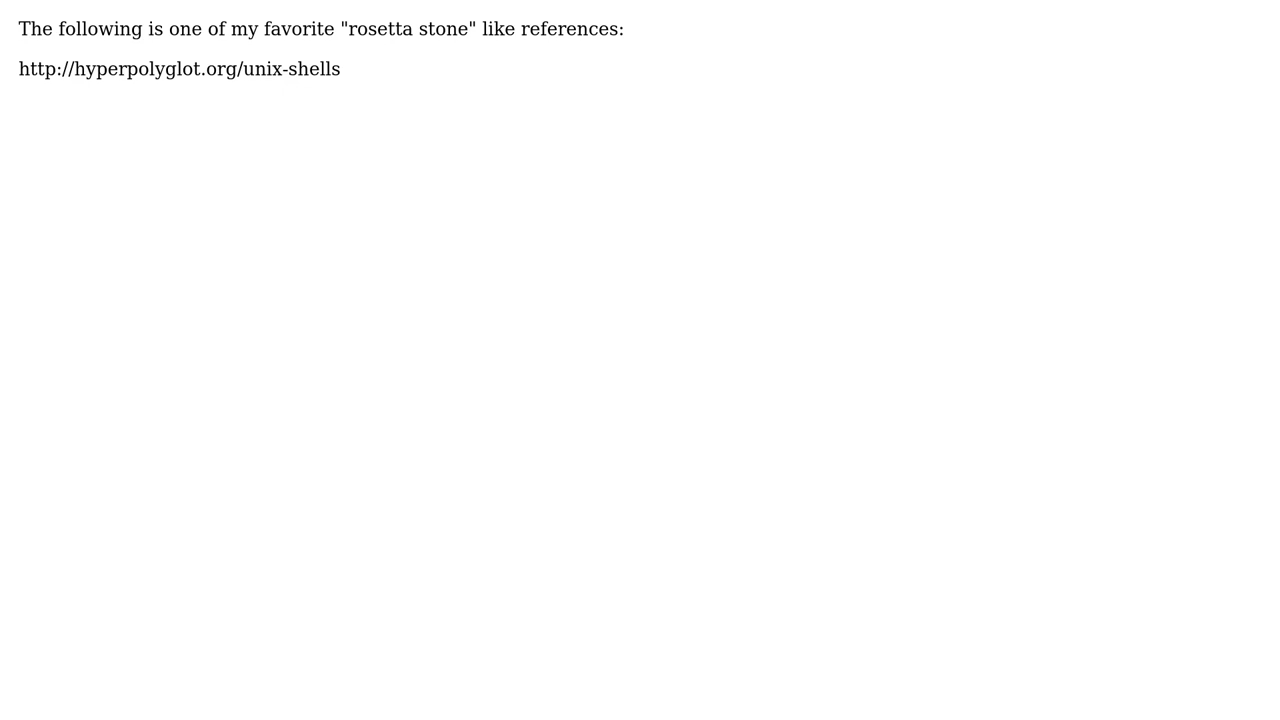 The following is one of my favorite "rosetta stone" like references:
http://hyperpolyglot.org/unix-shells